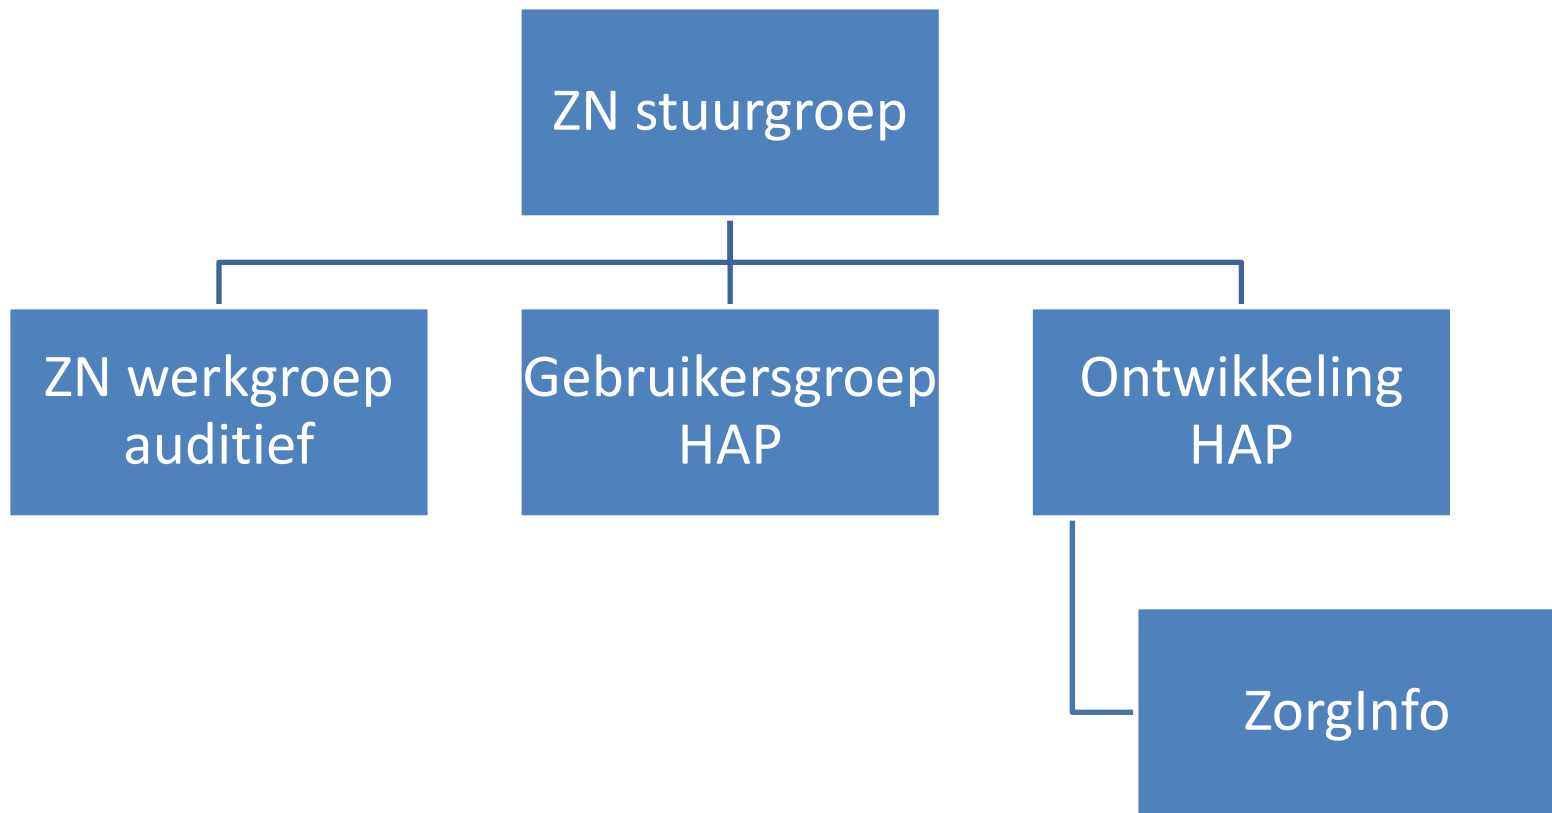 ZN stuurgroep
ZN werkgroep
auditief
Gebruikersgroep
HAP
Ontwikkeling
HAP
ZorgInfo